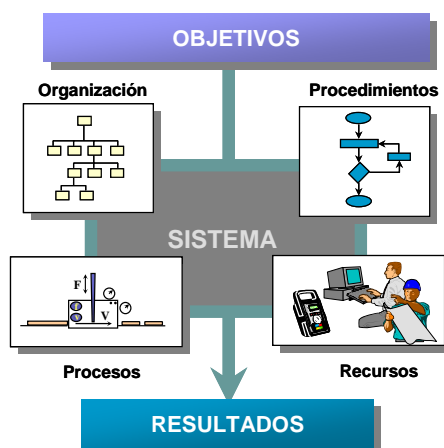 OBJETIVOS
Organización
Procedimientos
SISTEMA
F
V
Procesos
Recursos
RESULTADOS